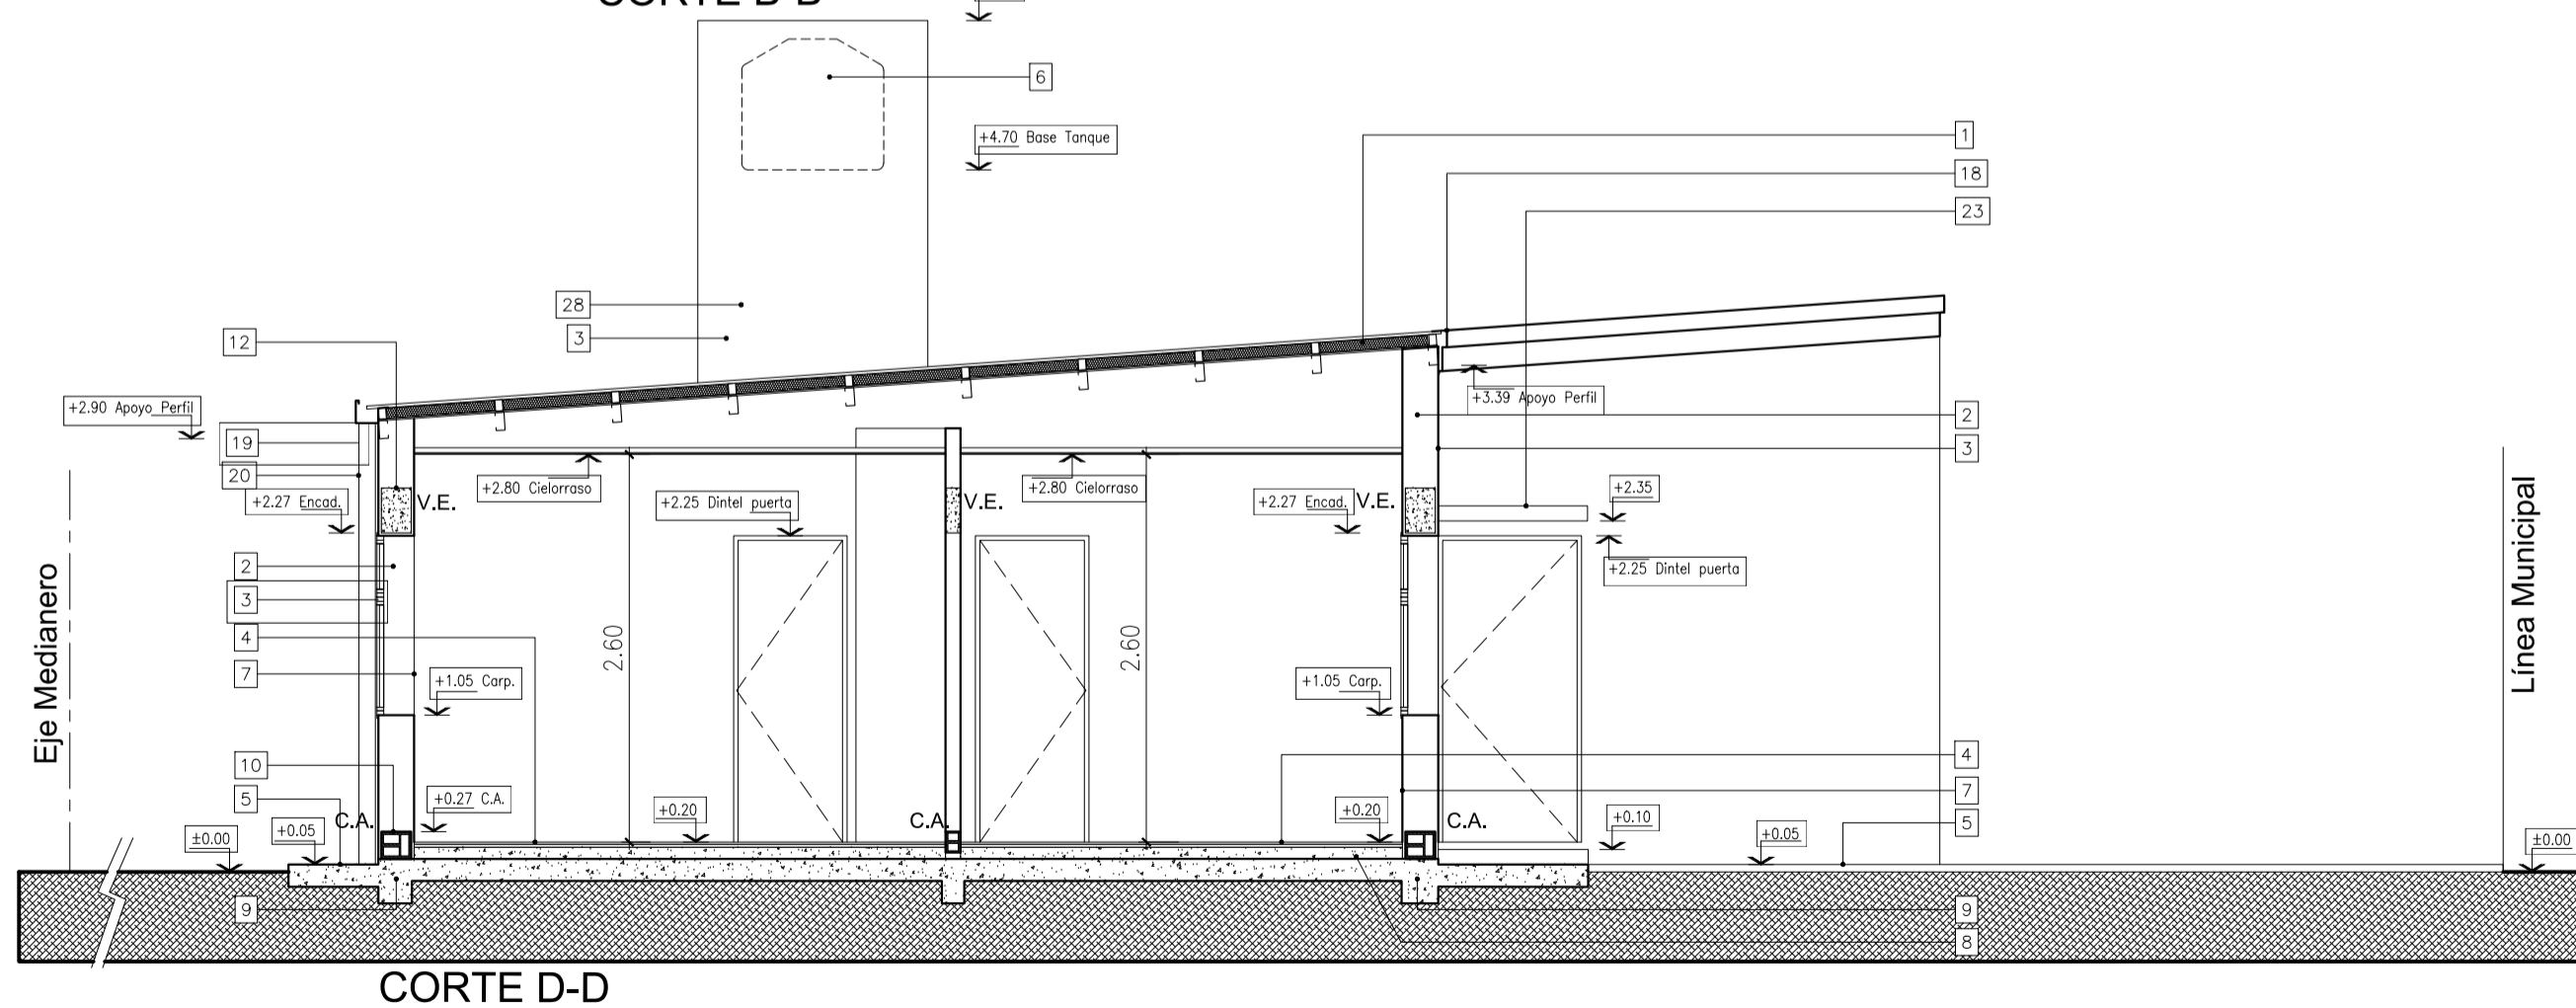 6
+4.70 Base Tanque
1
18
23
28
3
12
+2.90 Apoyo Perfil
+3.39 Apoyo Perfil
2
19
3
20
+2.27 Encad.
V.E.
+2.80 Cielorraso
+2.25 Dintel puerta
V.E.
+2.80 Cielorraso
+2.27 Encad.
V.E.
+2.35
2
+2.25 Dintel puerta
3
4
2.60
2.60
7
+1.05 Carp.
+1.05 Carp.
Eje Medianero
Línea Municipal
10
4
5
+0.27 C.A.
7
C.A.
+0.20
C.A.
+0.20
C.A.
+0.10
5
±0.00
+0.05
+0.05
±0.00
9
9
8
CORTE D-D